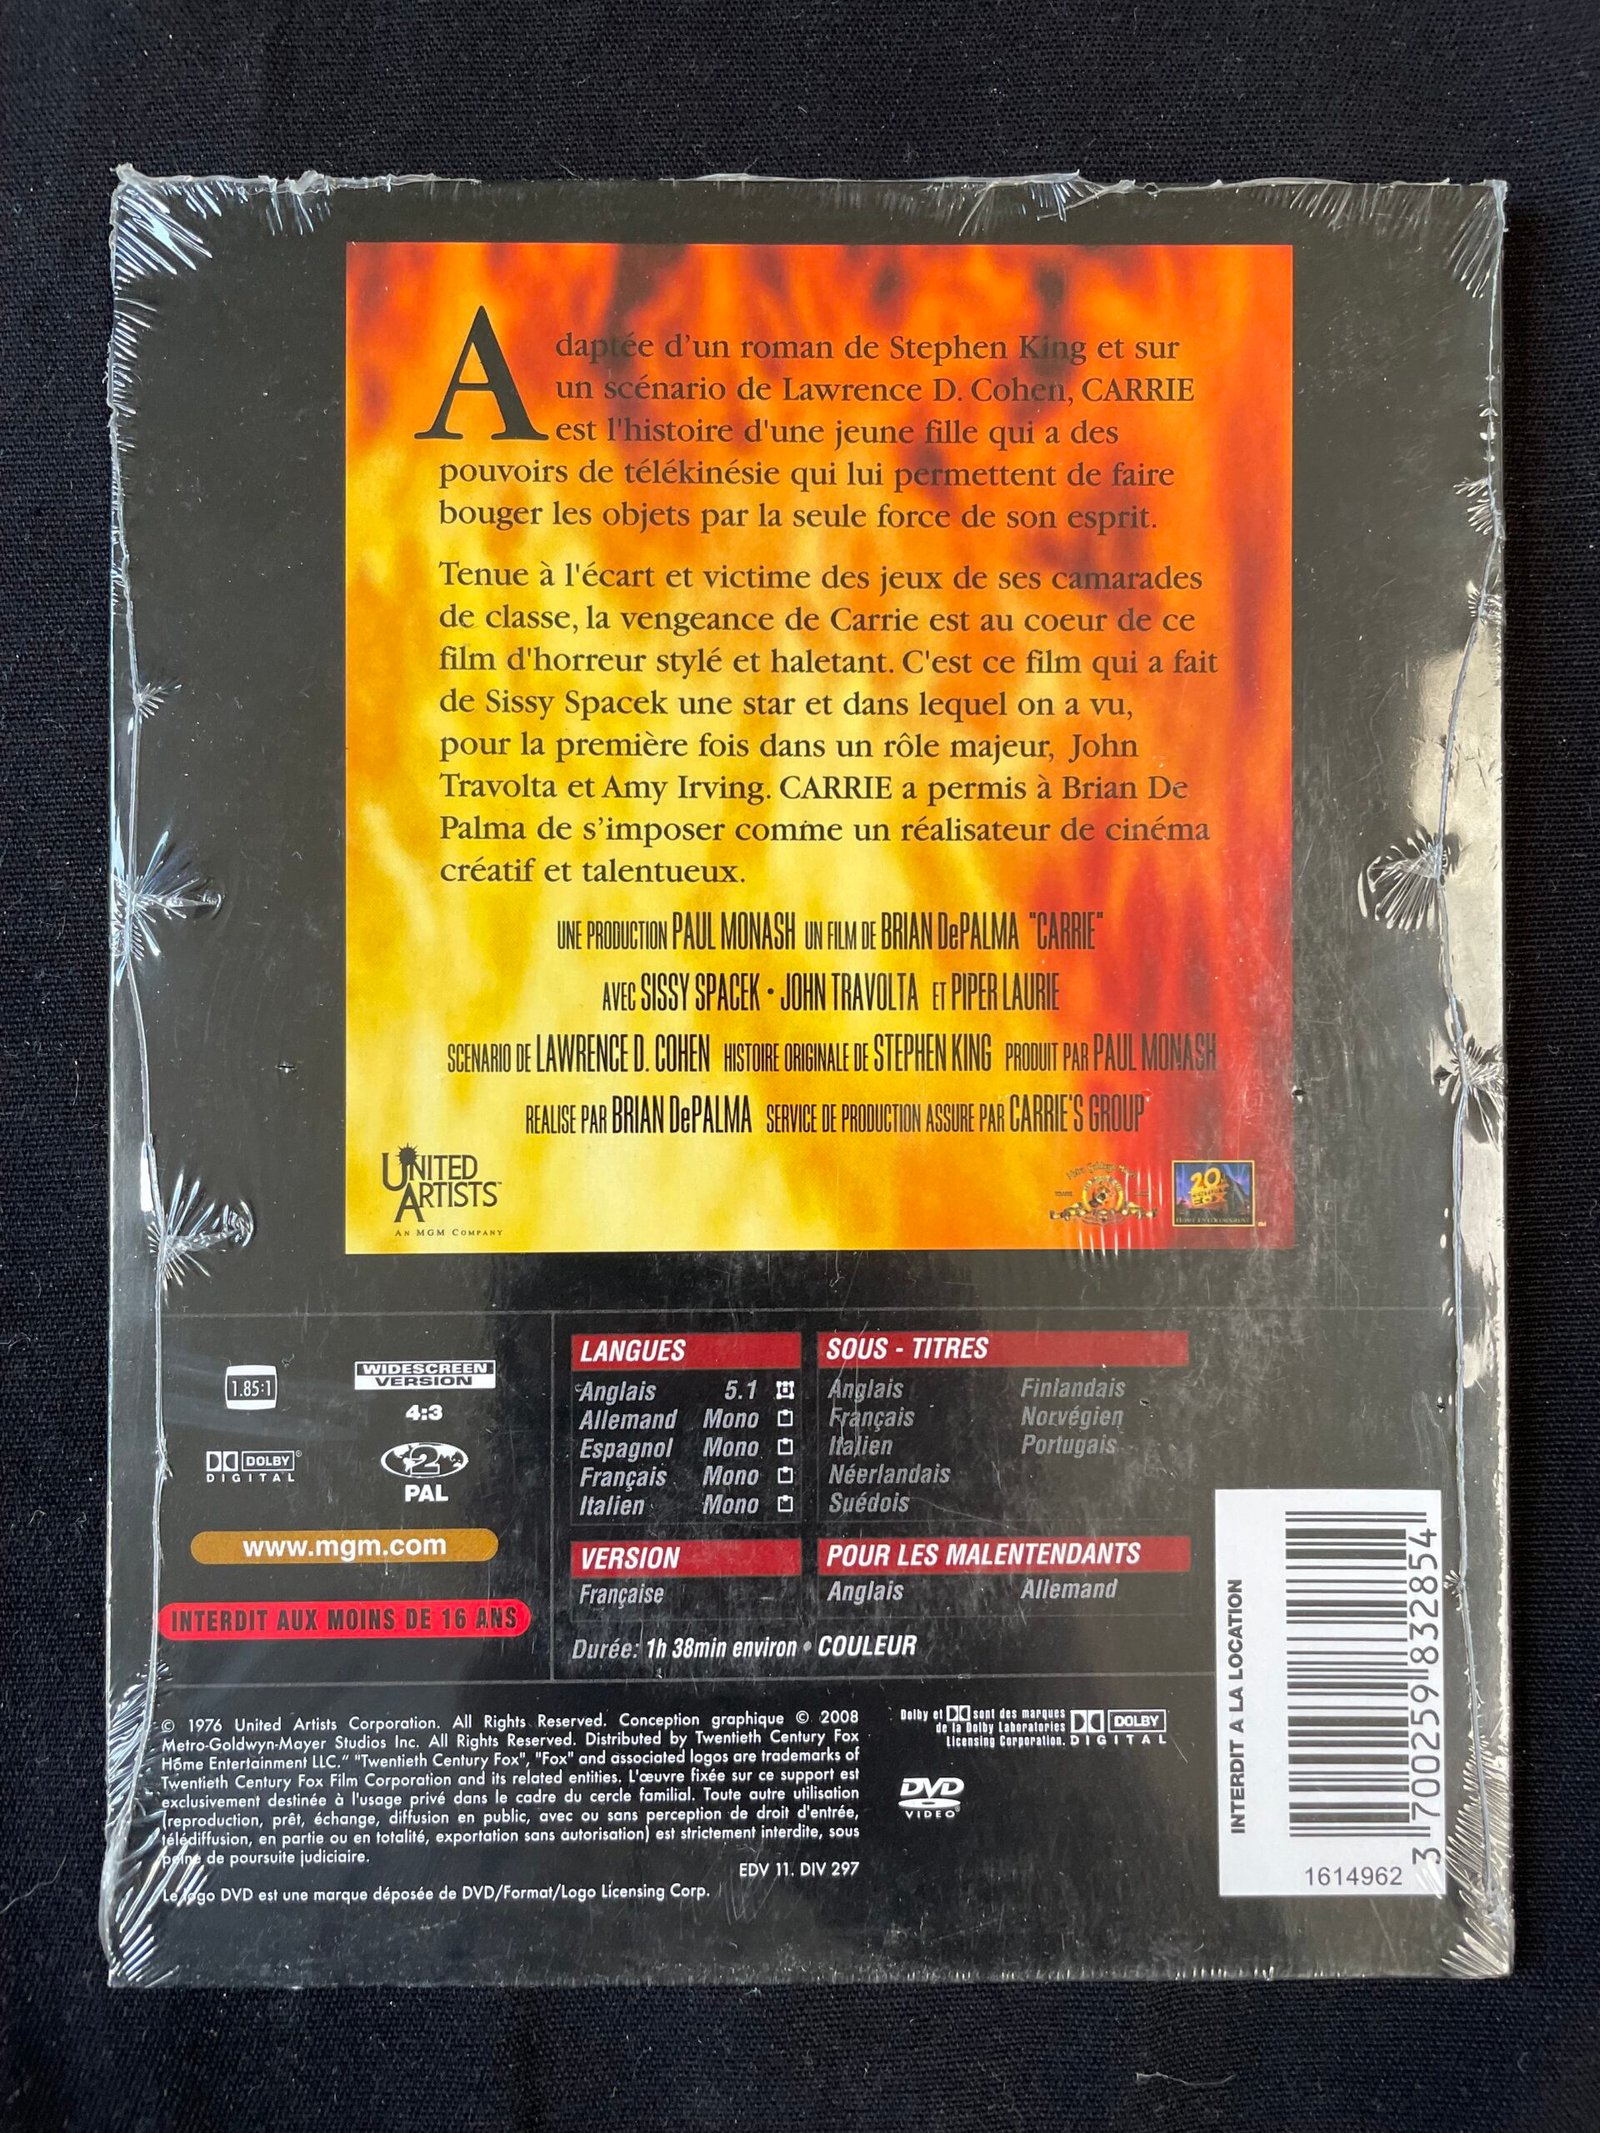 Adaptée d'un roman de Stephen King et sur
un scénario de Lawrence D. Cohen, CARRIE
est l'histoire d'une jeune fille qui a des
pouvoirs de télékinésie qui lui permettent de faire
bouger les objets par la seule force de son esprit.
Tenue à l'écart et victime des jeux de ses camarades
de classe, la vengeance de Carrie est au coeur de ce
film d'horreur stylé et haletant. C'est ce film qui a fait
de Sissy Spacek une star et dans lequel on a vu,
pour la première fois dans un rôle majeur, John
Travolta et Amy Irving. CARRIE a permis à Brian De
Palma de s'imposer comme un réalisateur de cinéma
créatif et talentueux.
UNE PRODUCTION PAUL MONASH UN FILM DE BRIAN DePALMA "CARRIE"
AVEC SISSY SPACEK • JOHN TRAVOLTA ET PIPER LAURIE
SCENARIO DE LAWRENCE D. COHEN HISTOIRE ORIGINALE DE STEPHEN KING PRODUIT PAR PAUL MONASH
REALISE PAR BRIAN DePALMA SERVICE DE PRODUCTION ASSURE PAR CARRIE'S GROUP
UNITED
ARTISTS™
AN MGM COMPANY
20th
CENTURY
FOX
HOME ENTERTAINMENT
1.85:1
WIDESCREEN
VERSION
4:3
DOLBY®
DIGITAL
2
PAL
www.mgm.com
INTERDIT AUX MOINS DE 16 ANS
LANGUES
Anglais 5.1
Allemand Mono
Espagnol Mono
Français Mono
Italien Mono
SOUS - TITRES
Anglais Finlandais
Français Norvégien
Italien Portugais
Néerlandais
Suédois
VERSION
Française
POUR LES MALENTENDANTS
Anglais Allemand
Durée: 1h 38min environ • COULEUR
© 1976 United Artists Corporation. All Rights Reserved. Conception graphique © 2008
Metro-Goldwyn-Mayer Studios Inc. All Rights Reserved. Distributed by Twentieth Century Fox
Home Entertainment LLC." "Twentieth Century Fox", "Fox" and associated logos are trademarks of
Twentieth Century Fox Film Corporation and its related entities. L'œuvre fixée sur ce support est
exclusivement destinée à l'usage privé dans le cadre du cercle familial. Toute autre utilisation
(reproduction, prêt, échange, diffusion en public, avec ou sans perception de droit d'entrée,
télédiffusion, en partie ou en totalité, exportation sans autorisation) est strictement interdite, sous
peine de poursuite judiciaire.
EDV 11. DIV 297
Le logo DVD est une marque déposée de DVD/Format/Logo Licensing Corp.
Dolby et sont des marques
de la Dolby Laboratories
Licensing Corporation.
DOLBY
DIGITAL
DVD
VIDEO
INTERDIT A LA LOCATION
3 700259 832854
1614962